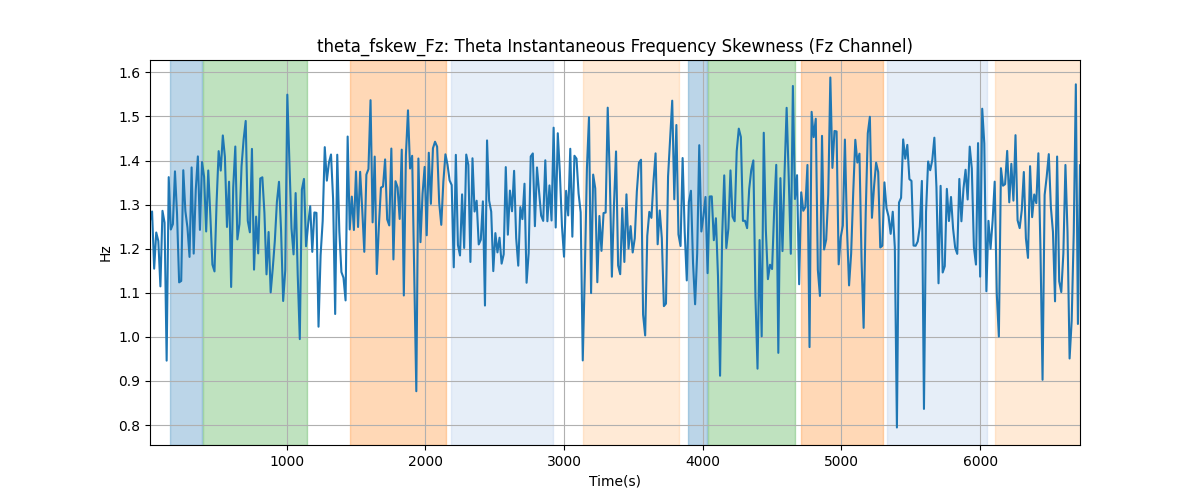 theta_fskew_Fz: Theta Instantaneous Frequency Skewness (Fz Channel)
1.6
1.5
1.4
1.3
1.2
1.1
1.0
0.9
0.8
Hz
1000 2000 3000 4000 5000 6000
Time(s)